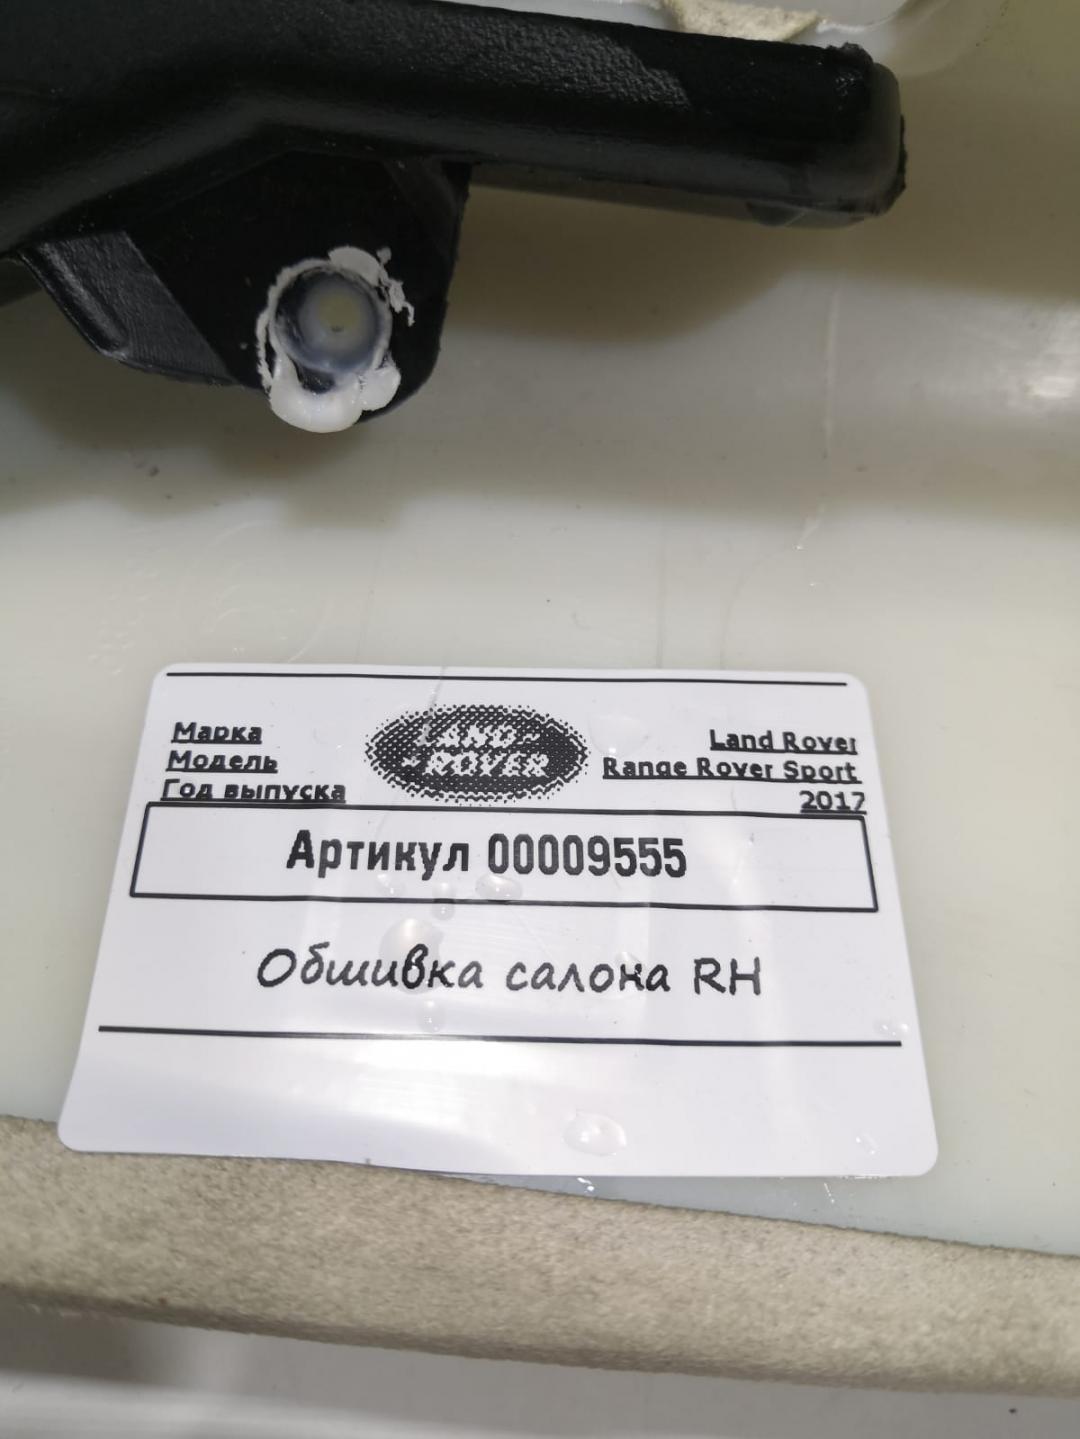 Марка
LAND-
-ROVER
Land Rover
Модель
Range Rover Sport
Год выпуска
2017
Артикул 00009555
Обшивка салона RH